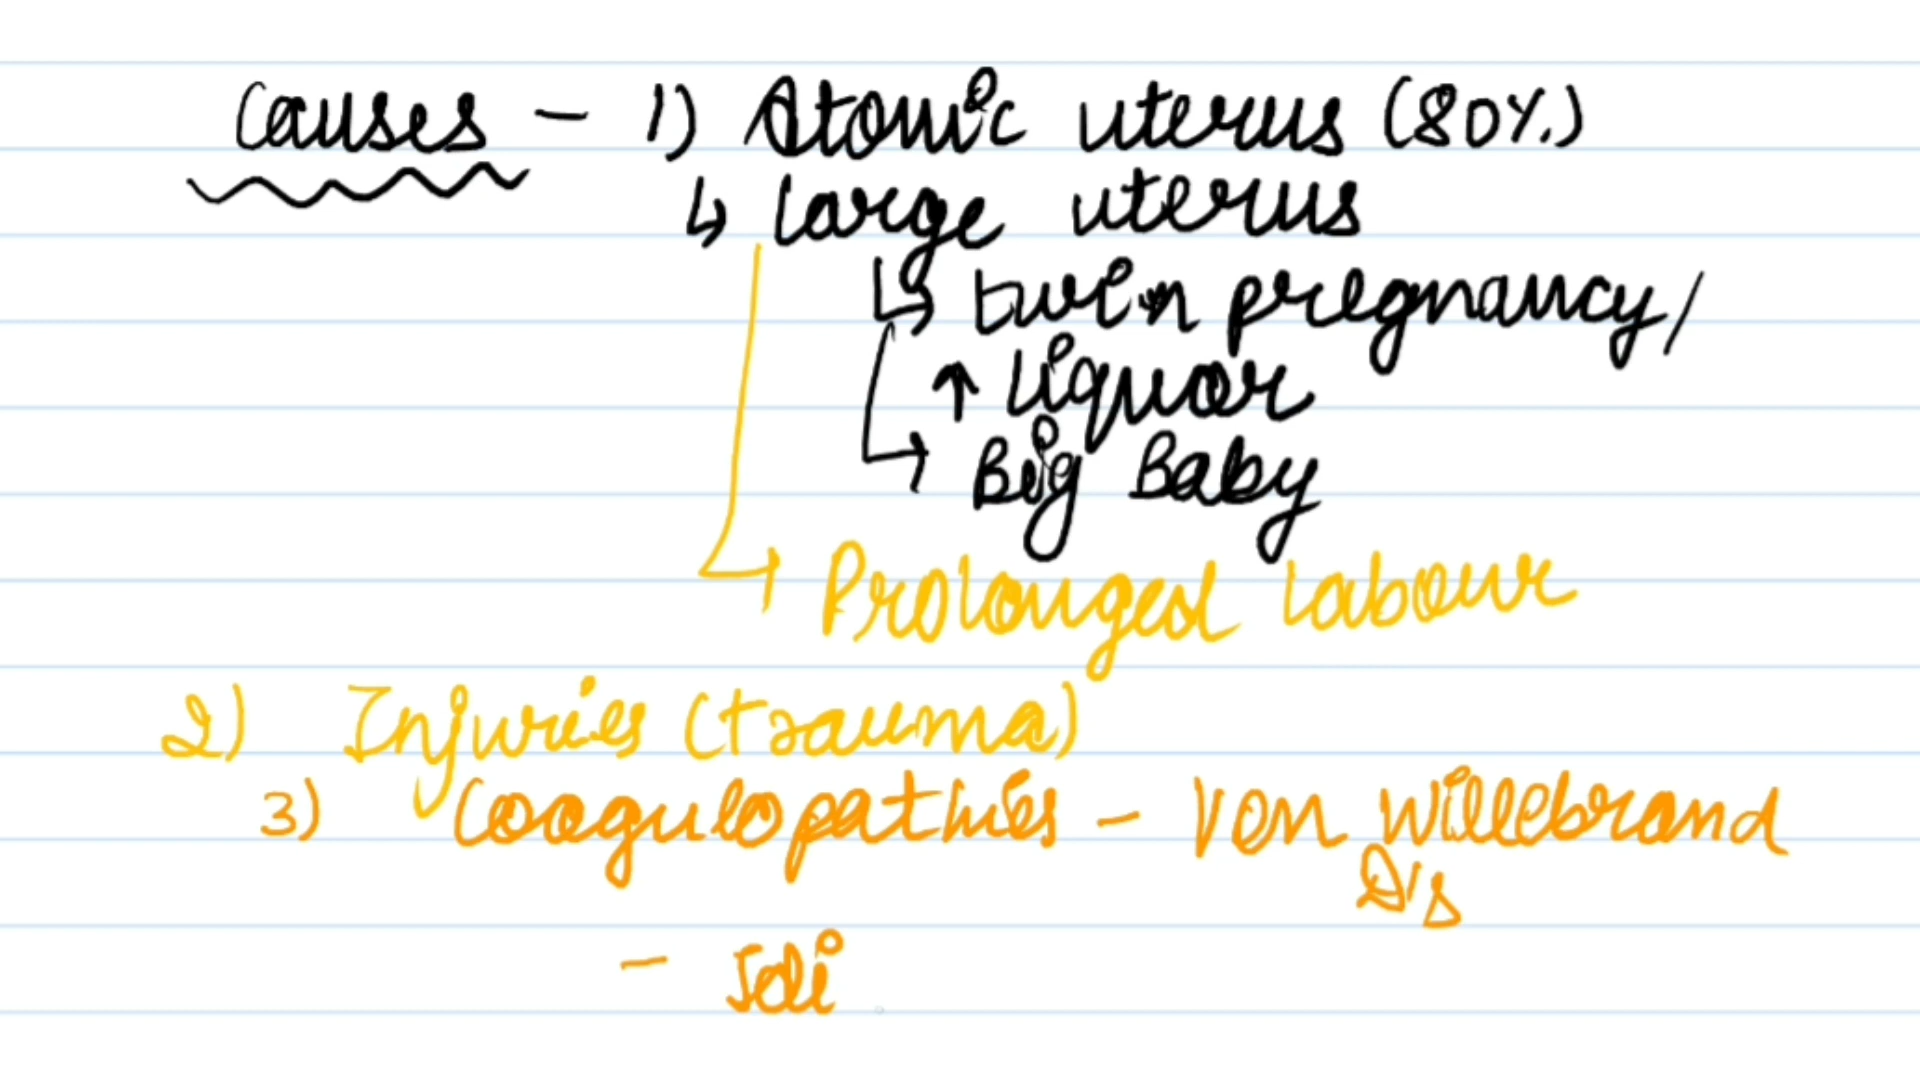 Causes - 1) Atonic uterus (80%)
↳ Large uterus
↳ twin pregnancy/
↑ liquor
↳ Big Baby
↳ Prolonged labour
2) Injuries (trauma)
3) Coagulopathies - Von Willebrand
D/s
-